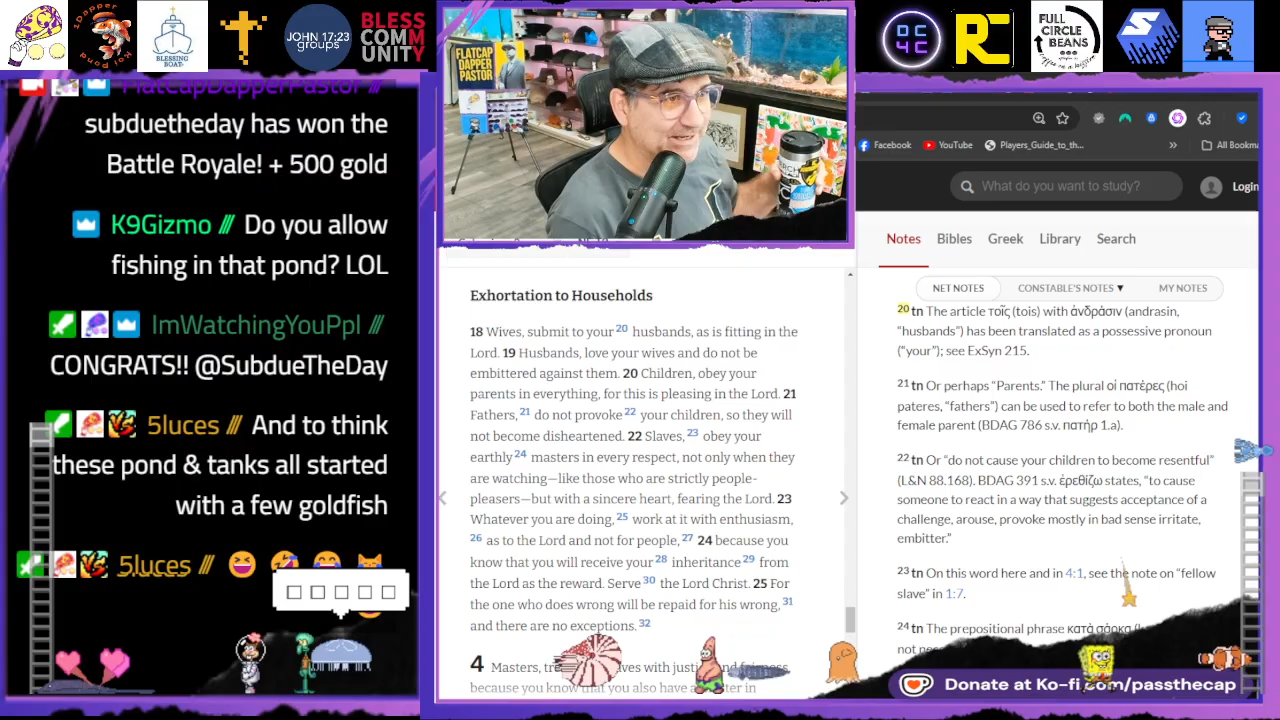 1Dapper
Koi Pond
BLESSING
BOAT
JOHN 17:23
groups
BLESS
COMM
UNITY
FLATCAP
DAPPER
PASTOR
OC
4C
RC
FULL
CIRCLE
BEANS
FlatcapDapperPastor ///
subduetheday has won the
Battle Royale! + 500 gold
K9Gizmo /// Do you allow
fishing in that pond? LOL
ImWatchingYouPpl ///
CONGRATS!! @SubdueTheDay
5luces /// And to think
these pond & tanks all started
with a few goldfish
5luces ///
Exhortation to Households
18 Wives, submit to your 20 husbands, as is fitting in the
Lord. 19 Husbands, love your wives and do not be
embittered against them. 20 Children, obey your
parents in everything, for this is pleasing in the Lord. 21
Fathers, 21 do not provoke 22 your children, so they will
not become disheartened. 22 Slaves, 23 obey your
earthly 24 masters in every respect, not only when they
are watching—like those who are strictly people-
pleasers—but with a sincere heart, fearing the Lord. 23
Whatever you are doing, 25 work at it with enthusiasm,
26 as to the Lord and not for people, 27 24 because you
know that you will receive your 28 inheritance 29 from
the Lord as the reward. Serve 30 the Lord Christ. 25 For
the one who does wrong will be repaid for his wrong, 31
and there are no exceptions. 32
4 Masters, with and fairness,
because you know that you also have a in
Facebook YouTube Players_Guide_to_th... » All Bookma
What do you want to study? Login
Notes Bibles Greek Library Search
NET NOTES CONSTABLE'S NOTES ▼ MY NOTES
20 tn The article τοῖς (tois) with ἀνδράσιν (andrasin,
"husbands") has been translated as a possessive pronoun
("your"); see ExSyn 215.
21 tn Or perhaps "Parents." The plural οἱ πατέρες (hoi
pateres, "fathers") can be used to refer to both the male and
female parent (BDAG 786 s.v. πατήρ 1.a).
22 tn Or "do not cause your children to become resentful"
(L&N 88.168). BDAG 391 s.v. ἐρεθίζω states, "to cause
someone to react in a way that suggests acceptance of a
challenge, arouse, provoke mostly in bad sense irritate,
embitter."
23 tn On this word here and in 4:1, see the note on "fellow
slave" in 1:7.
24 tn The prepositional phrase κατὰ σάρκα
not
Donate at Ko-fi.com/passthecap